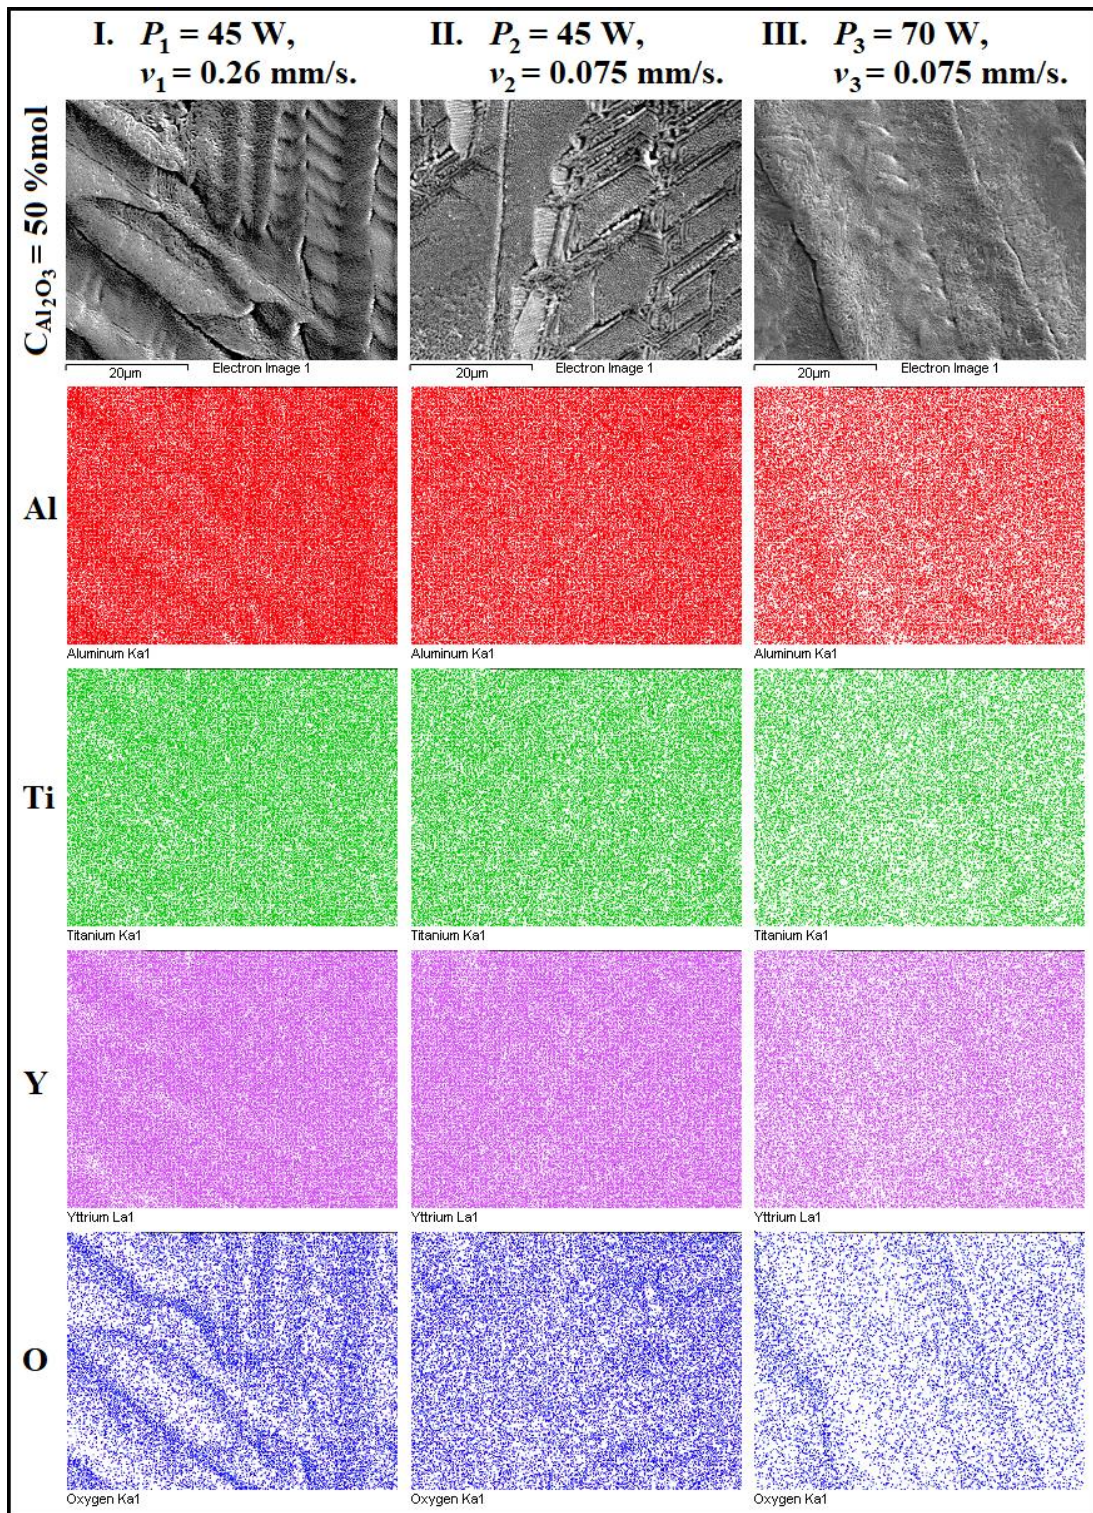 I. P₁ = 45 W,
v₁ = 0.26 mm/s.
II. P₂ = 45 W,
v₂ = 0.075 mm/s.
III. P₃ = 70 W,
v₃ = 0.075 mm/s.
C_Al₂O₃ = 50 %mol
20µm Electron Image 1
20µm Electron Image 1
20µm Electron Image 1
Al
Aluminum Ka1
Aluminum Ka1
Aluminum Ka1
Ti
Titanium Ka1
Titanium Ka1
Titanium Ka1
Y
Yttrium La1
Yttrium La1
Yttrium La1
O
Oxygen Ka1
Oxygen Ka1
Oxygen Ka1